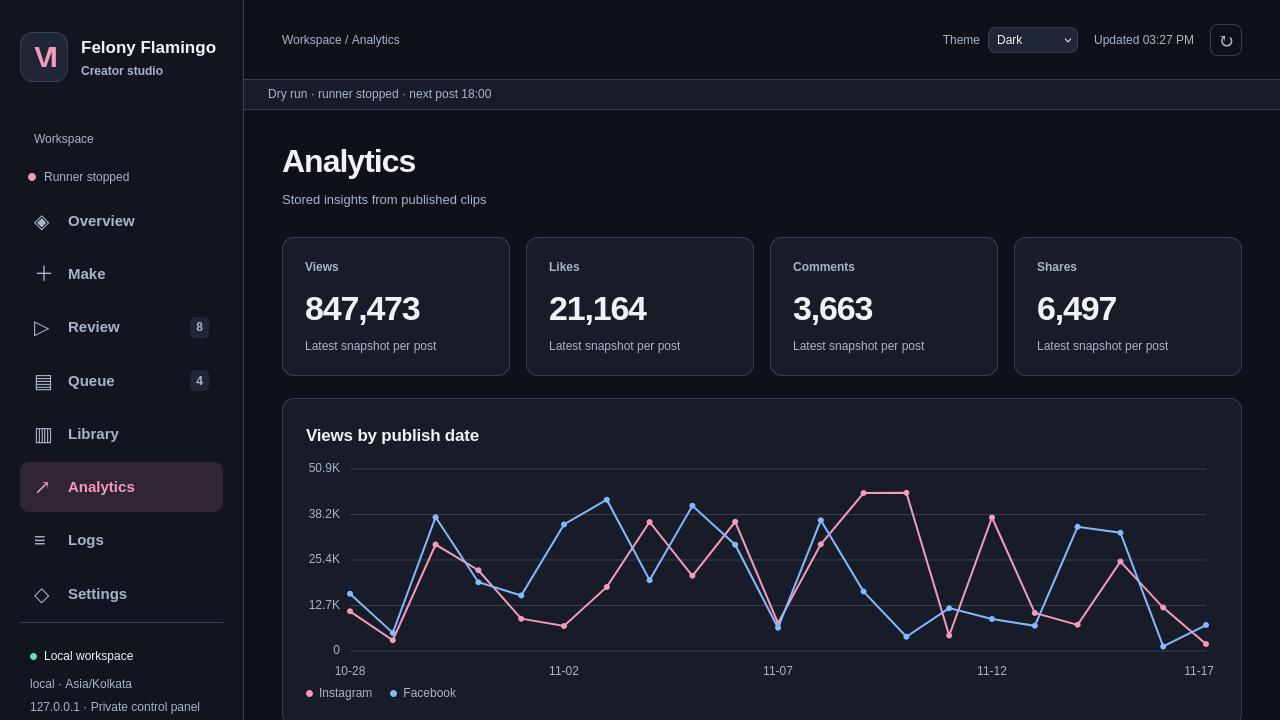 Felony Flamingo
Creator studio
Workspace
Runner stopped
Overview
Make
Review 8
Queue 4
Library
Analytics
Logs
Settings
Local workspace
local · Asia/Kolkata
127.0.0.1 · Private control panel
Workspace / Analytics
Theme Dark Updated 03:27 PM
Dry run · runner stopped · next post 18:00
Analytics
Stored insights from published clips
Views
847,473
Latest snapshot per post
Likes
21,164
Latest snapshot per post
Comments
3,663
Latest snapshot per post
Shares
6,497
Latest snapshot per post
Views by publish date
50.9K
38.2K
25.4K
12.7K
0
10-28 11-02 11-07 11-12 11-17
Instagram Facebook